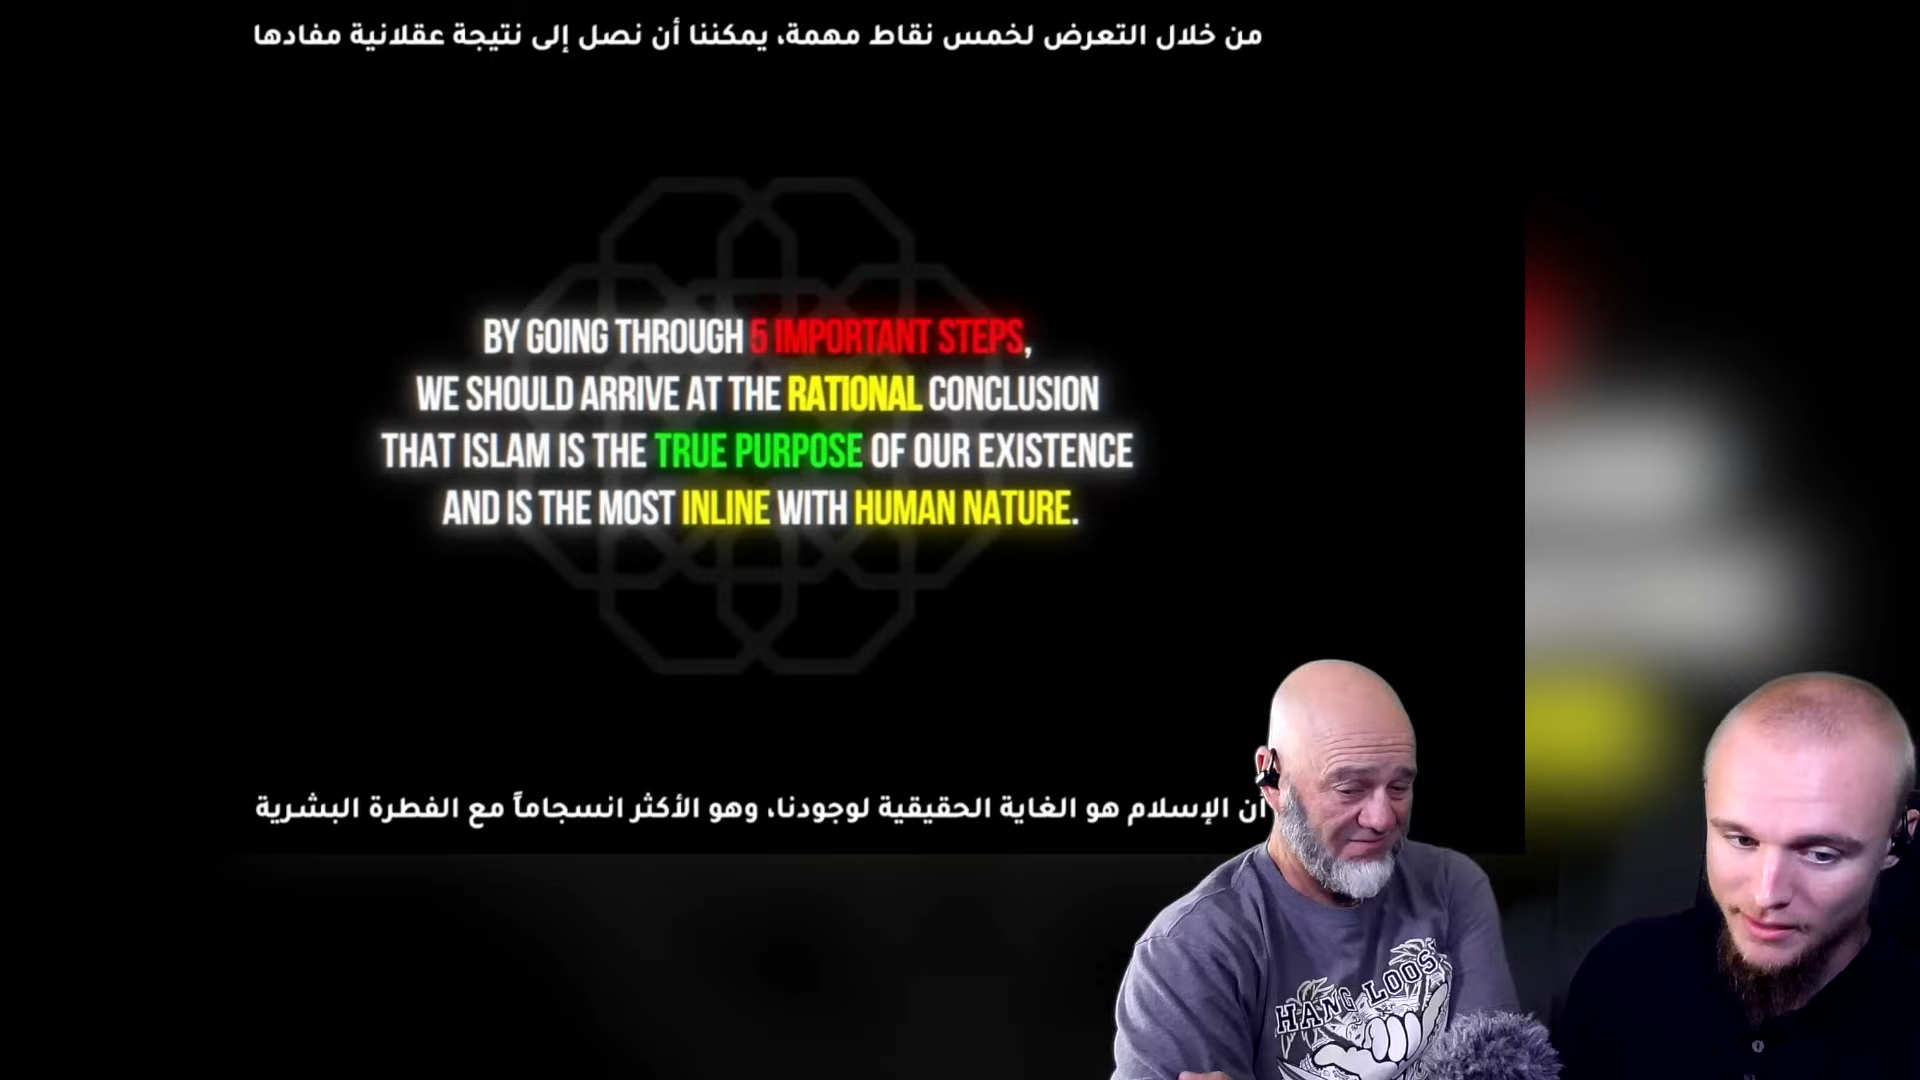 من خلال التعرض لخمس نقاط مهمة، يمكننا أن نصل إلى نتيجة عقلانية مفادها
BY GOING THROUGH 5 IMPORTANT STEPS,
WE SHOULD ARRIVE AT THE RATIONAL CONCLUSION
THAT ISLAM IS THE TRUE PURPOSE OF OUR EXISTENCE
AND IS THE MOST INLINE WITH HUMAN NATURE.
أن الإسلام هو الغاية الحقيقية لوجودنا، وهو الأكثر انسجاماً مع الفطرة البشرية
HANG LOOSE